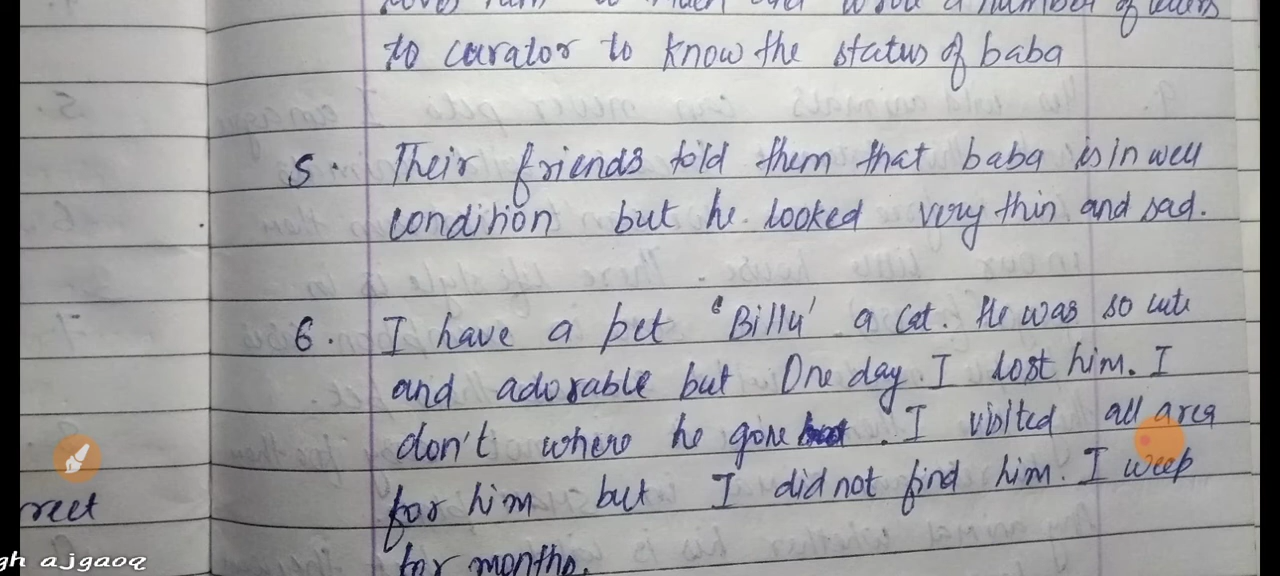 to curator to know the status of baba
5. Their friends told them that baba is in well
condition but he looked very thin and sad.
6. I have a pet 'Billu' a cat. He was so cute
and adorable but One day I lost him. I
don't where he gone . I visited all area
for him but I did not find him. I weep
for months.
rect
gh ajgaoq